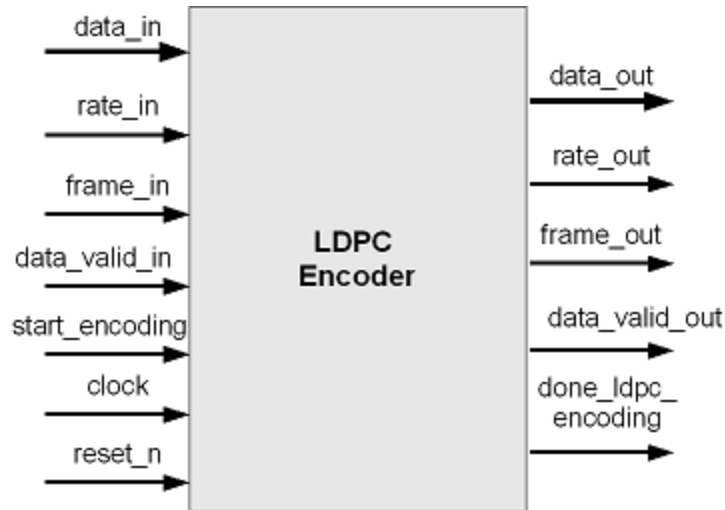 data_in
rate_in
frame_in
data_valid_in
start_encoding
clock
reset_n
LDPC
Encoder
data_out
rate_out
frame_out
data_valid_out
done_ldpc_
encoding